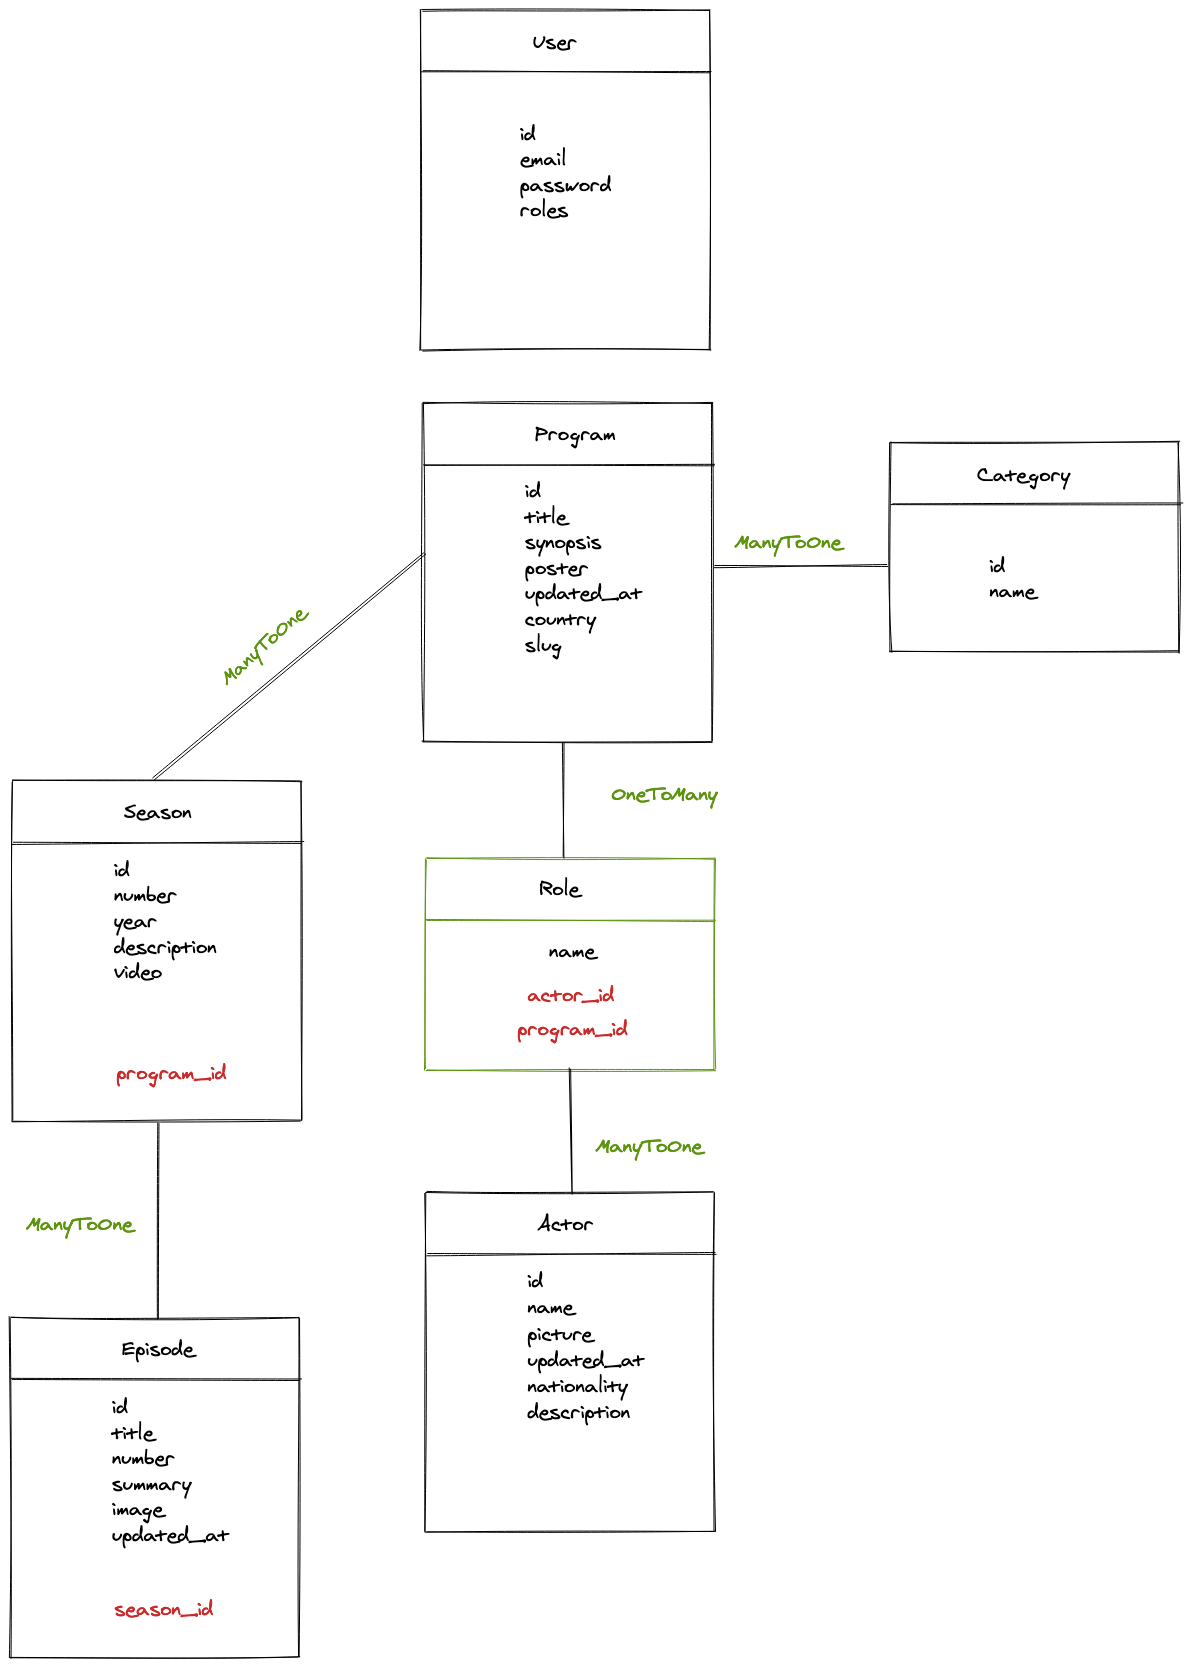 User
id
email
password
roles
Program
id
title
synopsis
poster
updated_at
country
slug
ManyToOne
Category
id
name
ManyToOne
Season
id
number
year
description
video
program_id
OneToMany
Role
name
actor_id
program_id
ManyToOne
Episode
id
title
number
summary
image
updated_at
season_id
ManyToOne
Actor
id
name
picture
updated_at
nationality
description